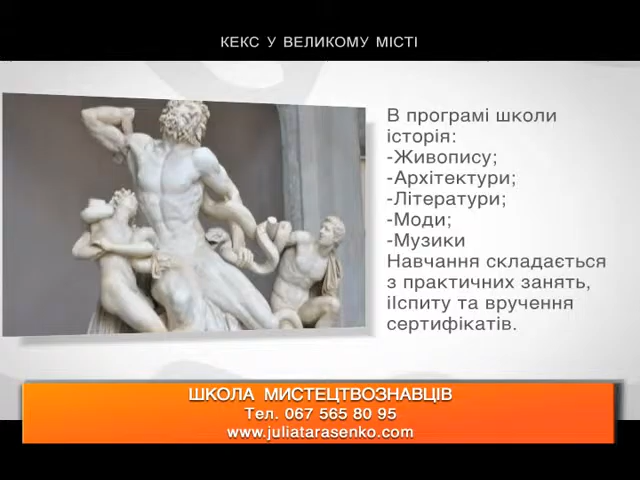 КЕКС У ВЕЛИКОМУ МІСТІ
В програмі школи
історія:
-Живопису;
-Архітектури;
-Літератури;
-Моди;
-Музики
Навчання складається
з практичних занять,
іІспиту та вручення
сертифікатів.
ШКОЛА МИСТЕЦТВОЗНАВЦІВ
Тел. 067 565 80 95
www.juliatarasenko.com